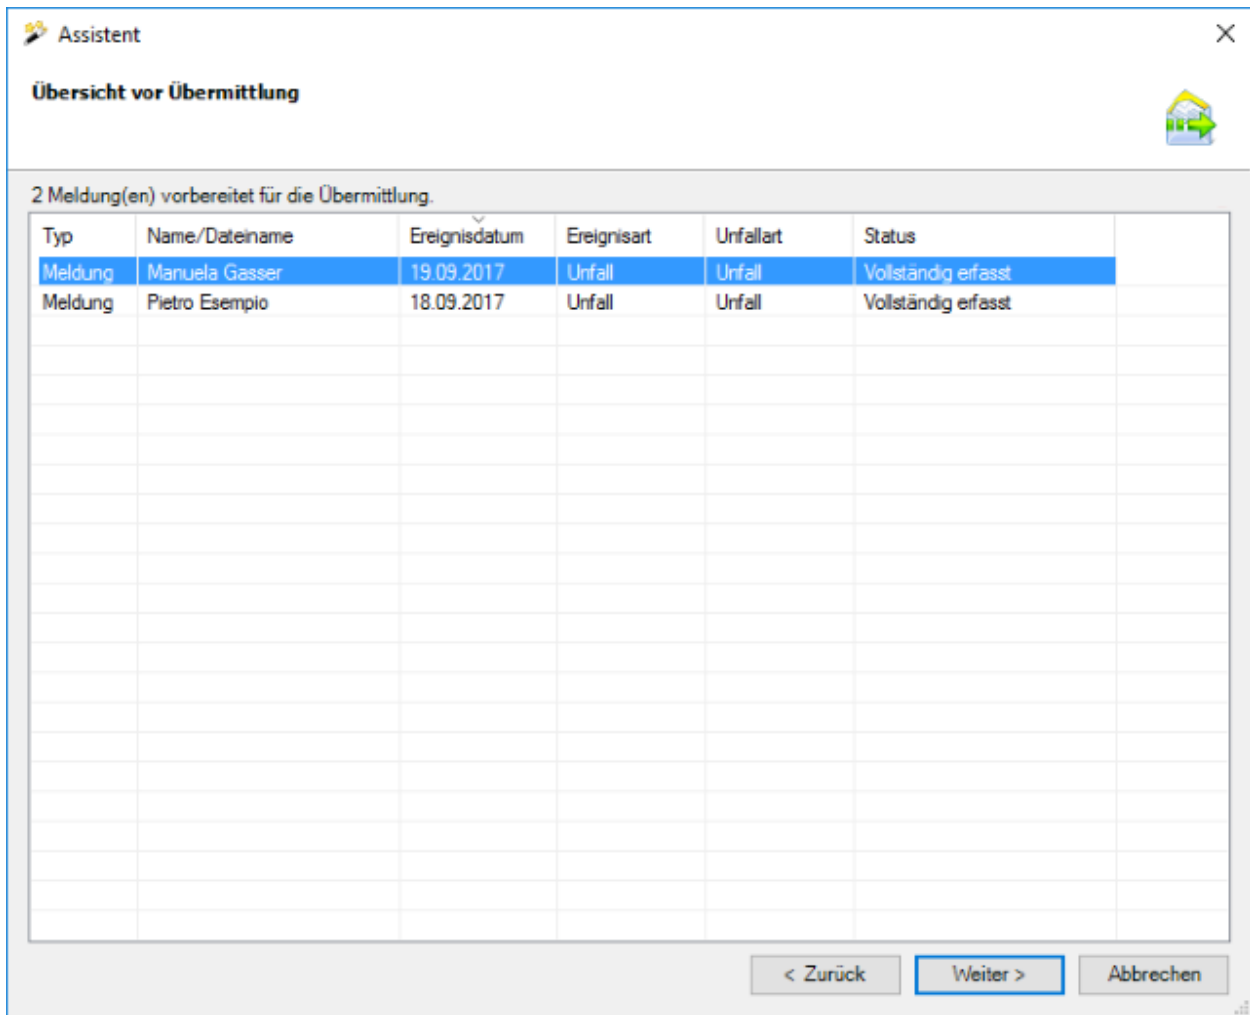 Assistent
Übersicht vor Übermittlung
2 Meldung(en) vorbereitet für die Übermittlung.
Typ Name/Dateiname Ereignisdatum Ereignisart Unfallart Status
Meldung Manuela Gasser 19.09.2017 Unfall Unfall Vollständig erfasst
Meldung Pietro Esempio 18.09.2017 Unfall Unfall Vollständig erfasst
< Zurück Weiter > Abbrechen